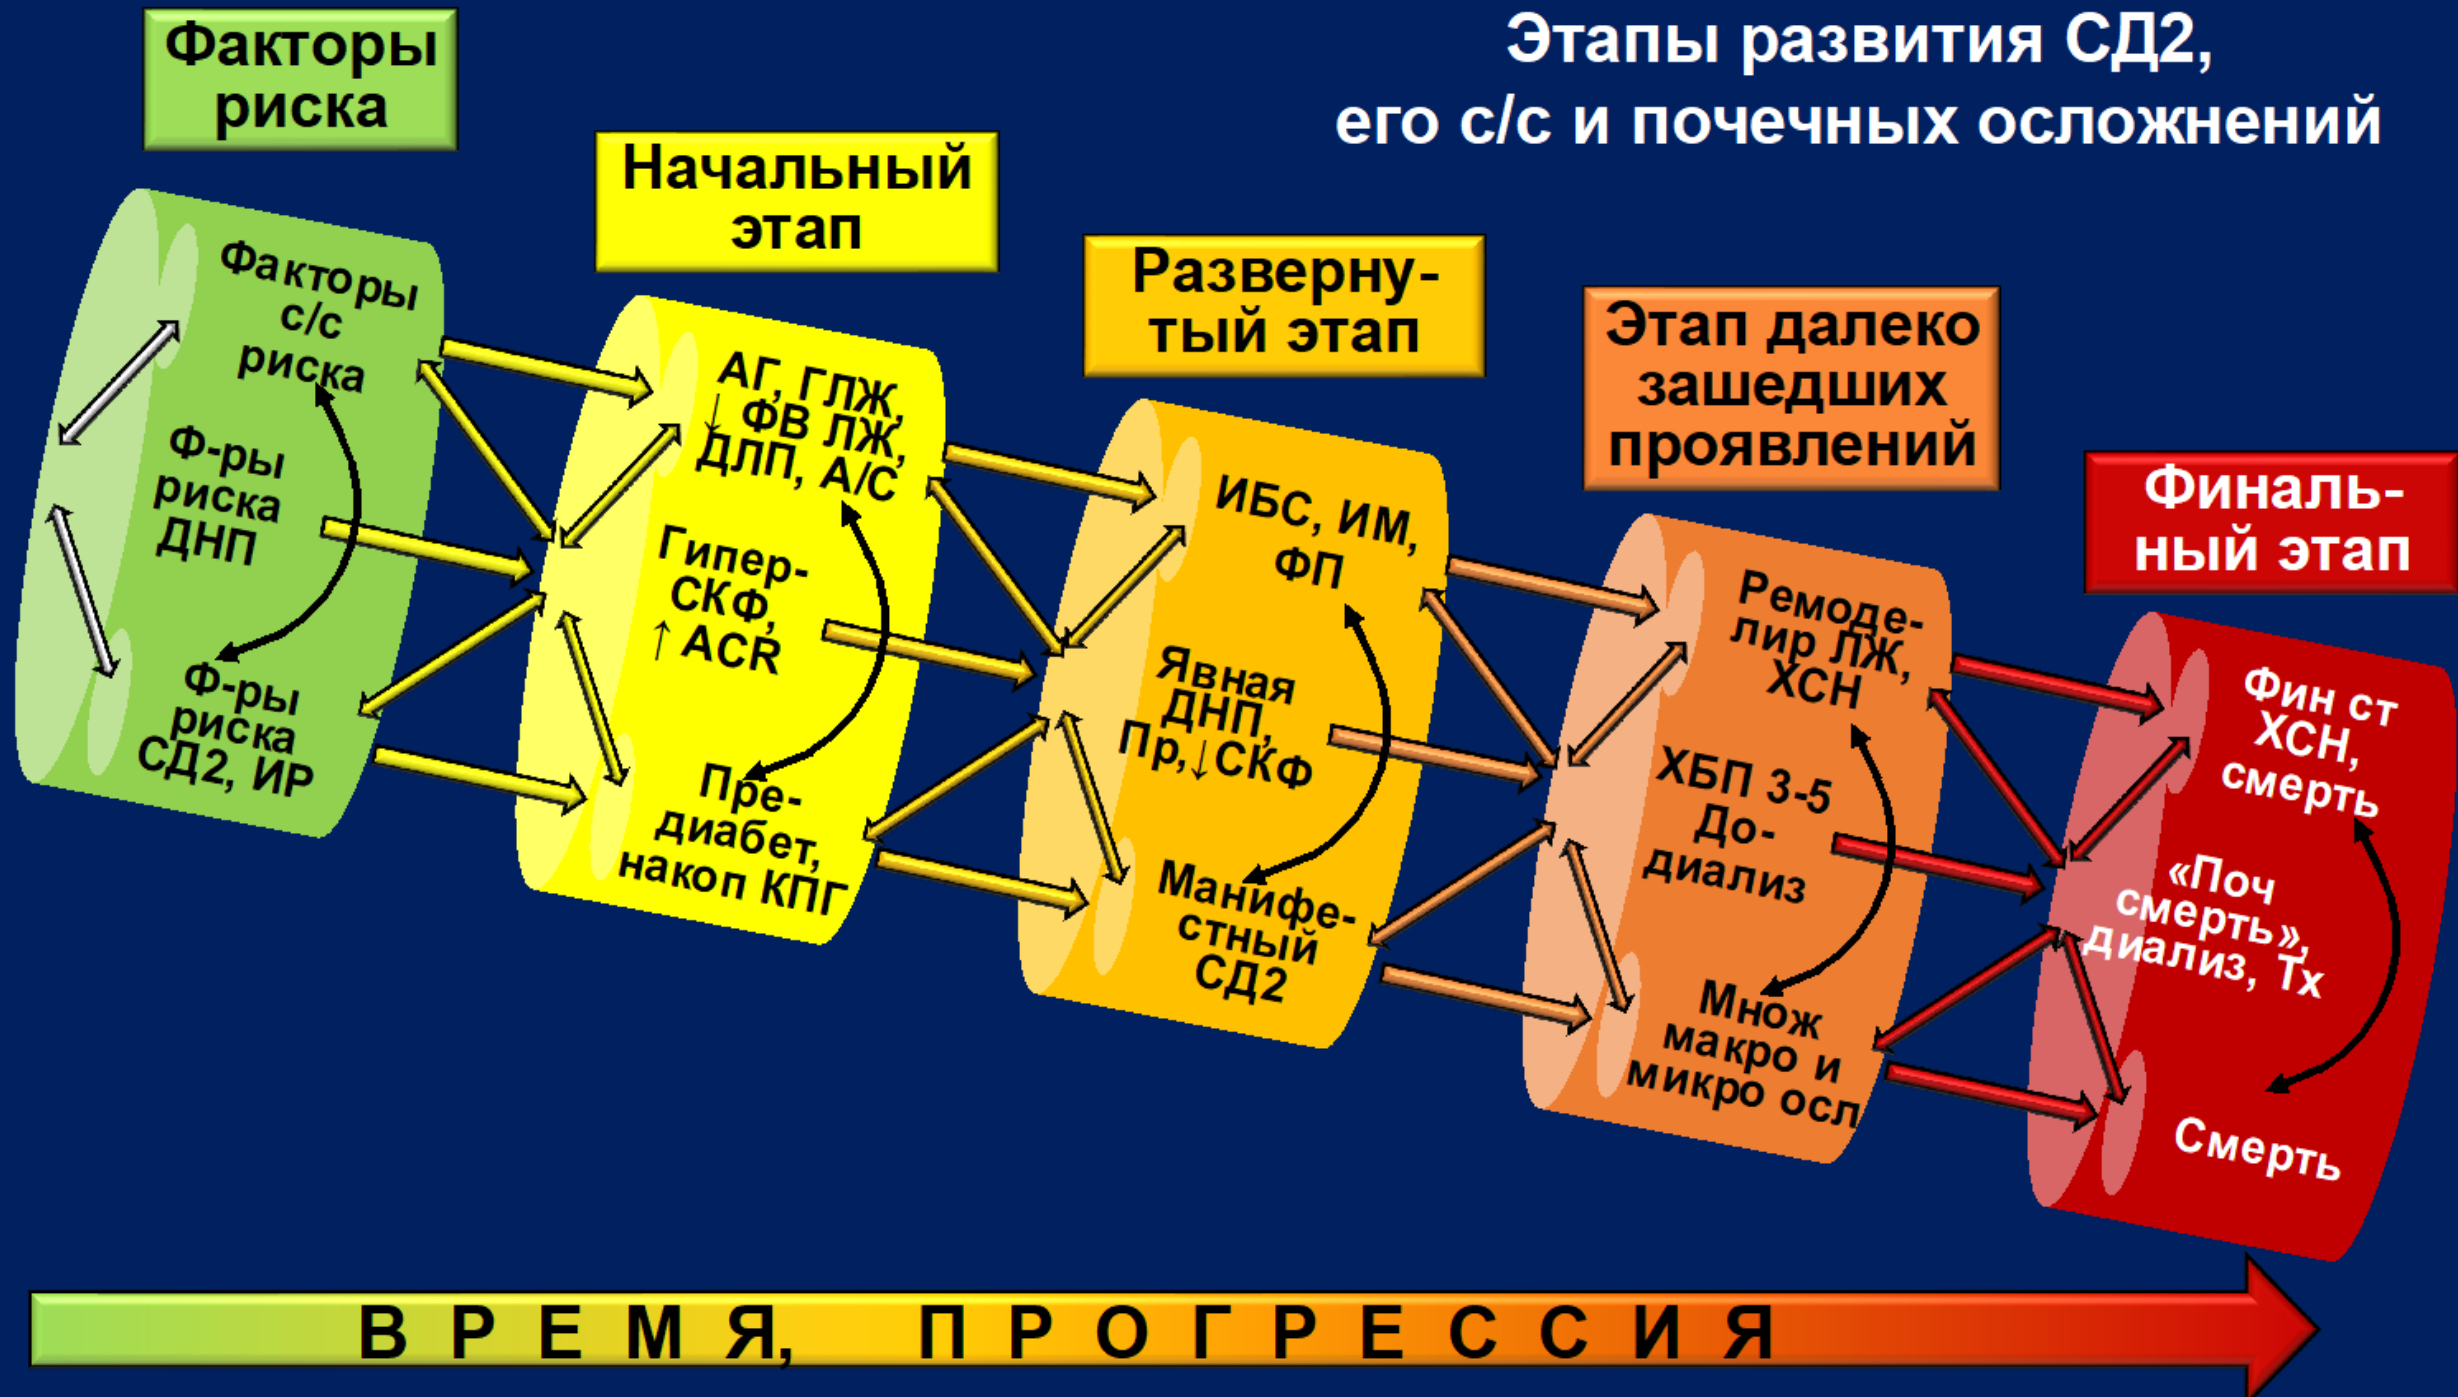 Этапы развития СД2,
его с/с и почечных осложнений
Факторы
риска
Факторы
с/с
риска
Ф-ры
риска
ДНП
Ф-ры
риска
СД2, ИР
Начальный
этап
АГ, ГЛЖ,
↓ ФВ ЛЖ,
ДЛП, А/С
Гипер-
СКФ,
↑ ACR
Пре-
диабет,
накоп КПГ
Разверну-
тый этап
ИБС, ИМ,
ФП
Явная
ДНП,
Пр,↓СКФ
Манифе-
стный
СД2
Этап далеко
зашедших
проявлений
Ремоде-
лир ЛЖ,
ХСН
ХБП 3-5
До-
диализ
Множ
макро и
микро осл
Финаль-
ный этап
Фин ст
ХСН,
смерть
«Поч
смерть»,
диализ, Тх
Смерть
В Р Е М Я, П Р О Г Р Е С С И Я